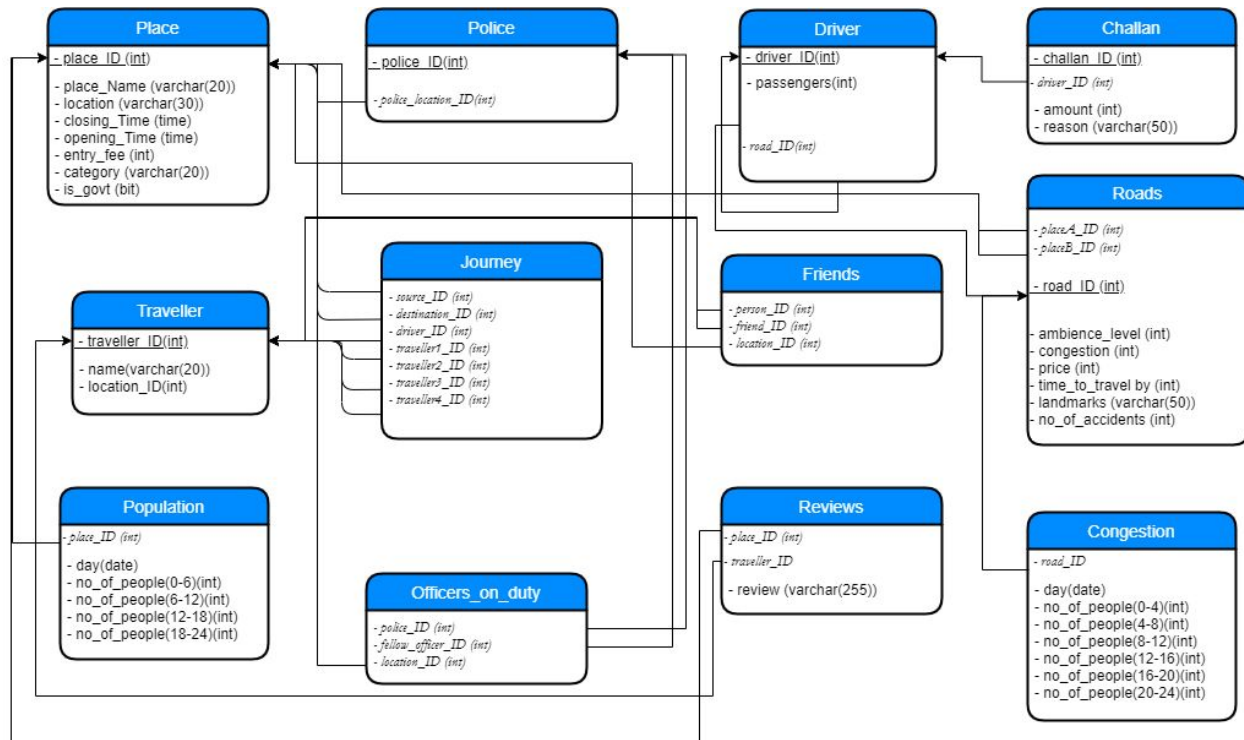 Place
- place_ID (int)
- place_Name (varchar(20))
- location (varchar(30))
- closing_Time (time)
- opening_Time (time)
- entry_fee (int)
- category (varchar(20))
- is_govt (bit)
Police
- police_ID(int)
- police_location_ID(int)
Driver
- driver_ID(int)
- passengers(int)
- road_ID(int)
Challan
- challan_ID (int)
- driver_ID (int)
- amount (int)
- reason (varchar(50))
Roads
- placeA_ID (int)
- placeB_ID (int)
- road_ID(int)
- ambience_level (int)
- congestion (int)
- price (int)
- time_to_travel by (int)
- landmarks (varchar(50))
- no_of_accidents (int)
Journey
- source_ID (int)
- destination_ID (int)
- driver_ID (int)
- traveller1_ID (int)
- traveller2_ID (int)
- traveller3_ID (int)
- traveller4_ID (int)
Friends
- person_ID (int)
- friend_ID (int)
- location_ID (int)
Traveller
- traveller_ID(int)
- name(varchar(20))
- location_ID(int)
Population
- place_ID (int)
- day(date)
- no_of_people(0-6)(int)
- no_of_people(6-12)(int)
- no_of_people(12-18)(int)
- no_of_people(18-24)(int)
Officers_on_duty
- police_ID (int)
- fellow_officer_ID (int)
- location_ID (int)
Reviews
- place_ID (int)
- traveller_ID
- review (varchar(255))
Congestion
- road_ID
- day(date)
- no_of_people(0-4)(int)
- no_of_people(4-8)(int)
- no_of_people(8-12)(int)
- no_of_people(12-16)(int)
- no_of_people(16-20)(int)
- no_of_people(20-24)(int)